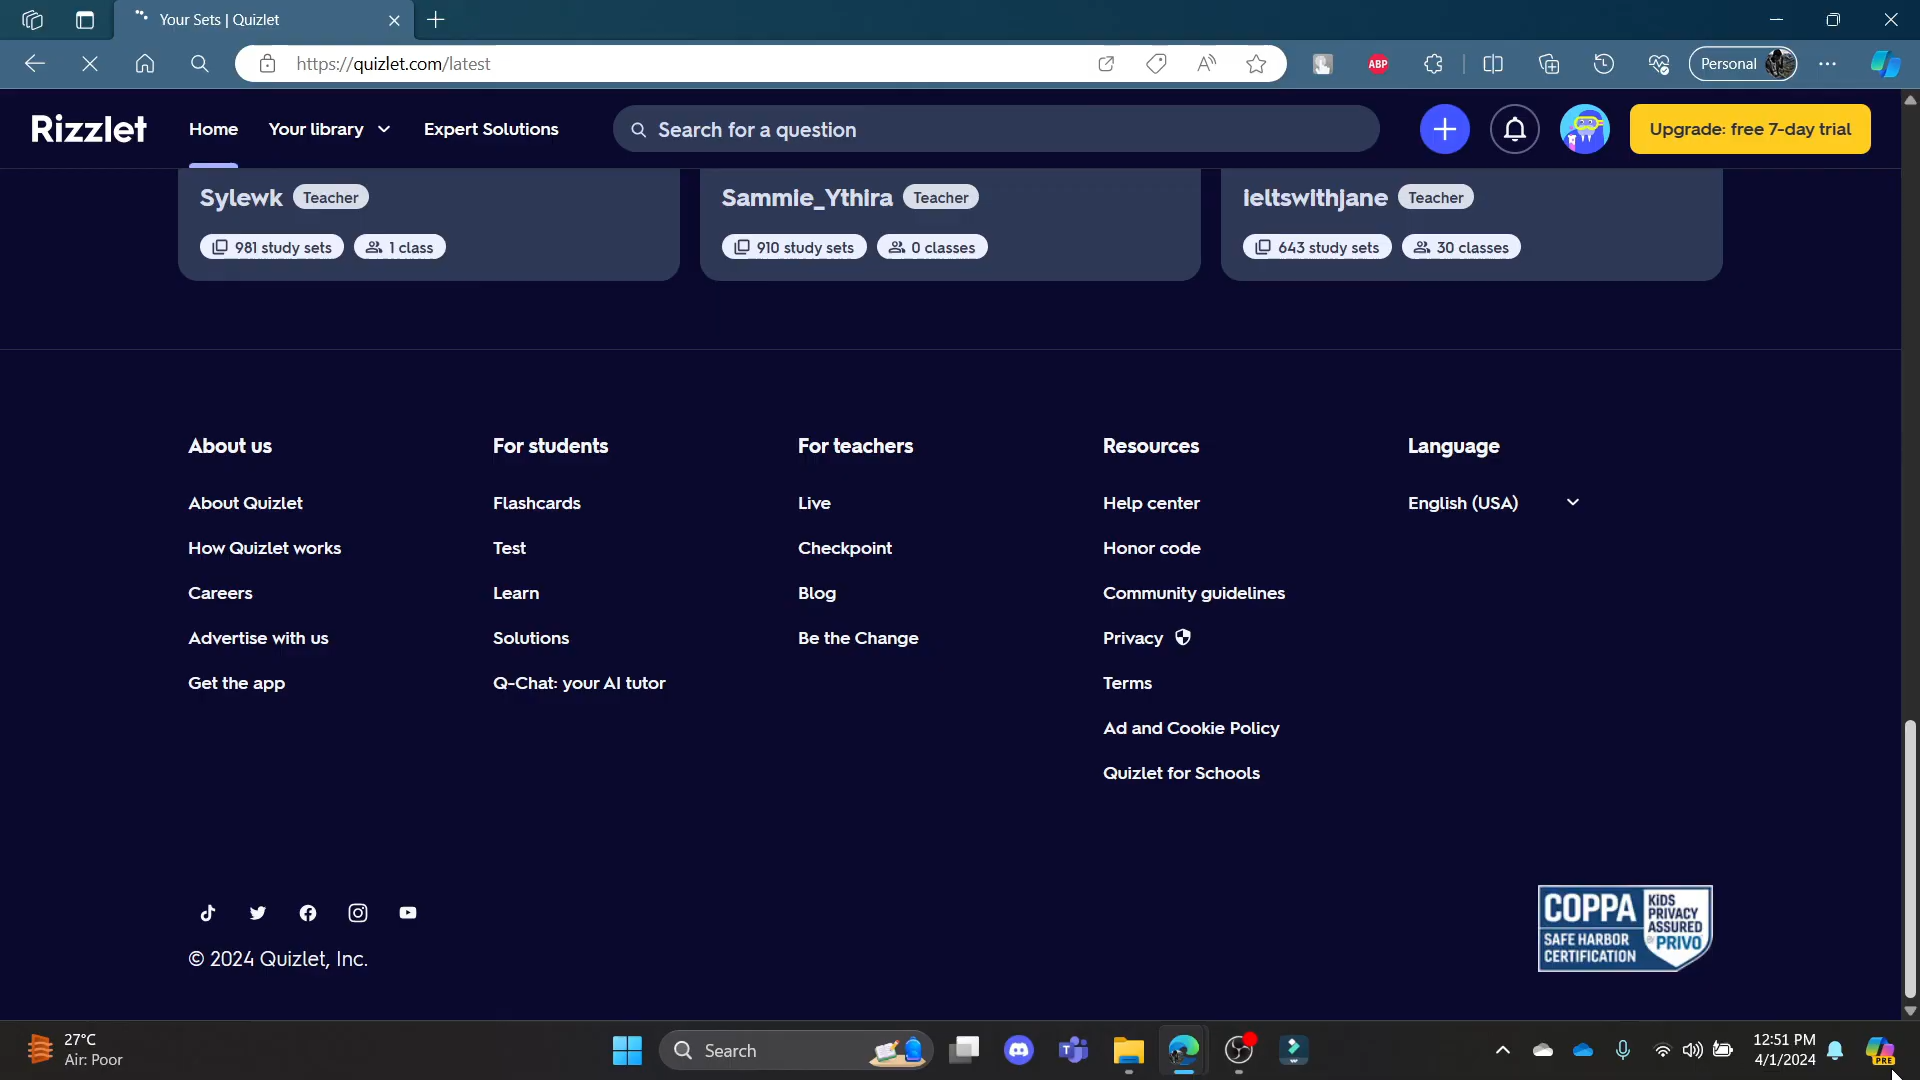 Your Sets | Quizlet
https://quizlet.com/latest
A
ABP
Personal
Rizzlet
Home
Your library
Expert Solutions
Search for a question
Upgrade: free 7-day trial
Sylewk Teacher
981 study sets 1 class
Sammie_Ythira Teacher
910 study sets 0 classes
ieltswithjane Teacher
643 study sets 30 classes
About us
About Quizlet
How Quizlet works
Careers
Advertise with us
Get the app
For students
Flashcards
Test
Learn
Solutions
Q-Chat: your AI tutor
For teachers
Live
Checkpoint
Blog
Be the Change
Resources
Help center
Honor code
Community guidelines
Privacy
Terms
Ad and Cookie Policy
Quizlet for Schools
Language
English (USA)
© 2024 Quizlet, Inc.
COPPA
SAFE HARBOR
CERTIFICATION
KIDS
PRIVACY
ASSURED
BY PRIVO
27°C
Air: Poor
Search
12:51 PM
4/1/2024
PRE